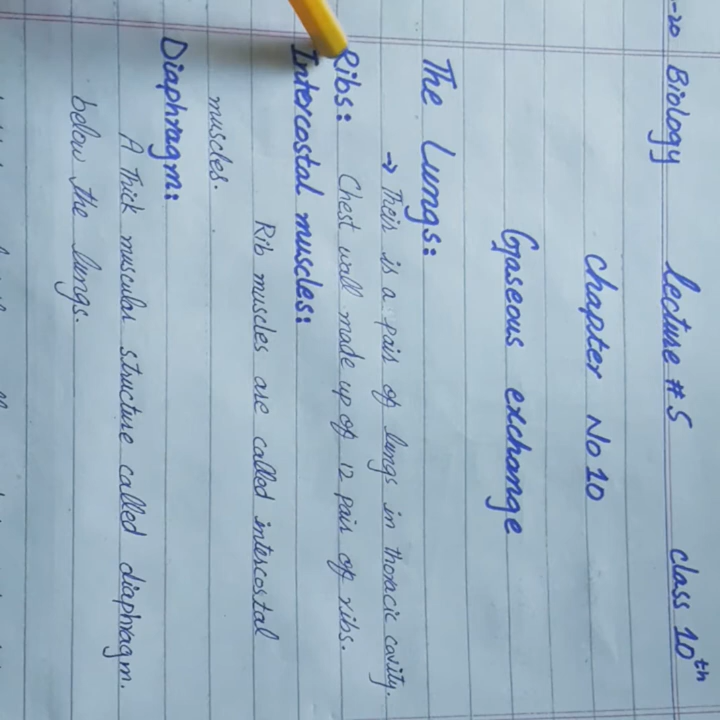 -20 Biology lecture # 5 class 10th
chapter No 10
Gaseous exchange
The Lungs:
→ Their is a pair of lungs in thoracic cavity.
Ribs: Chest wall made up of 12 pair of ribs.
Intercostal muscles:
Rib muscles are called intercostal
muscles.
Diaphragm:
A thick muscular structure called diaphragm.
below the lungs.